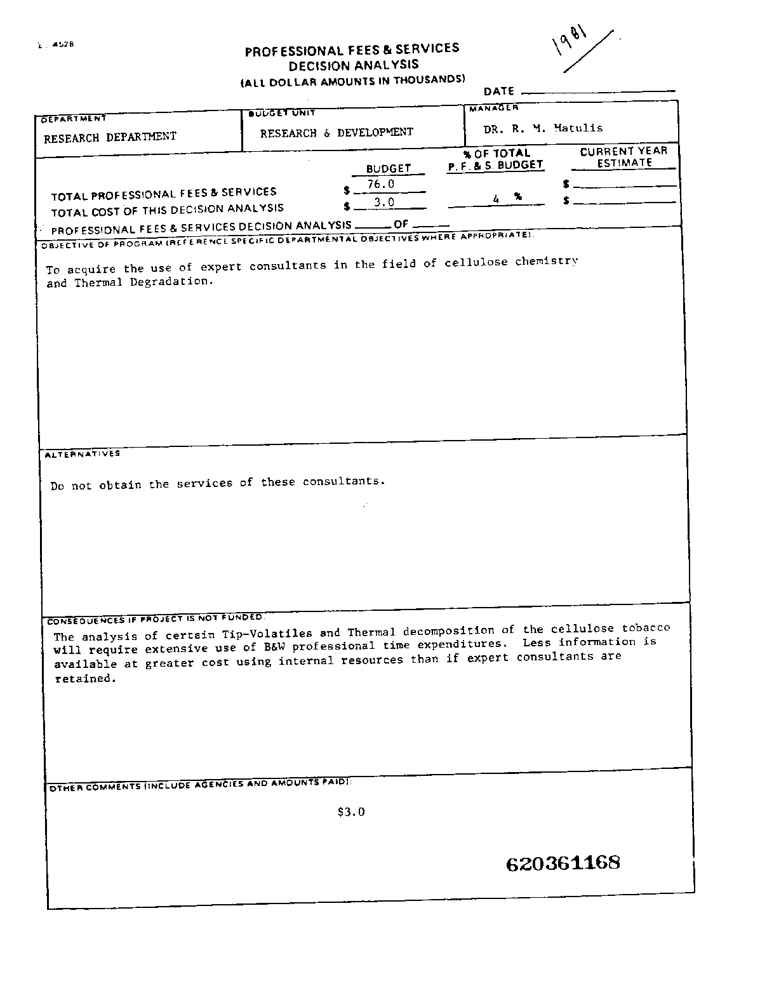 4528
1981
PROFESSIONAL FEES & SERVICES
DECISION ANALYSIS
(ALL DOLLAR AMOUNTS IN THOUSANDS)
DATE
DEPARTMENT BUDGET UNIT MANAGER
RESEARCH DEPARTMENT RESEARCH & DEVELOPMENT DR. R. M. Matulis
BUDGET % OF TOTAL P.F.& S. BUDGET CURRENT YEAR ESTIMATE
TOTAL PROFESSIONAL FEES & SERVICES $ 76.0 $
TOTAL COST OF THIS DECISION ANALYSIS $ 3.0 4 % $
PROFESSIONAL FEES & SERVICES DECISION ANALYSIS ____ OF ____
OBJECTIVE OF PROGRAM (REFERENCE SPECIFIC DEPARTMENTAL OBJECTIVES WHERE APPROPRIATE):
To acquire the use of expert consultants in the field of cellulose chemistry
and Thermal Degradation.
ALTERNATIVES
Do not obtain the services of these consultants.
CONSEQUENCES IF PROJECT IS NOT FUNDED:
The analysis of certain Tip-Volatiles and Thermal decomposition of the cellulose tobacco
will require extensive use of B&W professional time expenditures. Less information is
available at greater cost using internal resources than if expert consultants are
retained.
OTHER COMMENTS (INCLUDE AGENCIES AND AMOUNTS PAID):
$3.0
620361168